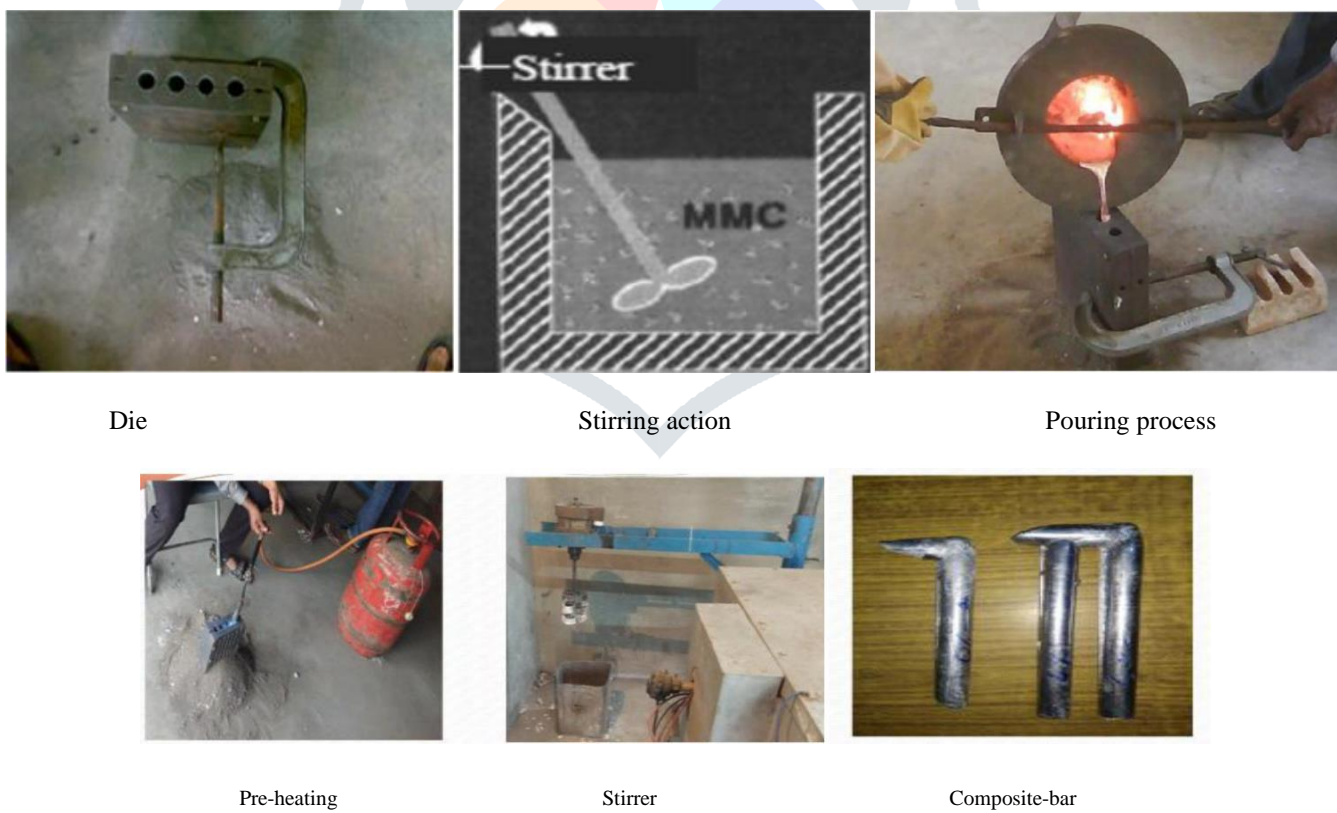 Stirrer
MMC
Die Stirring action Pouring process
Pre-heating Stirrer Composite-bar